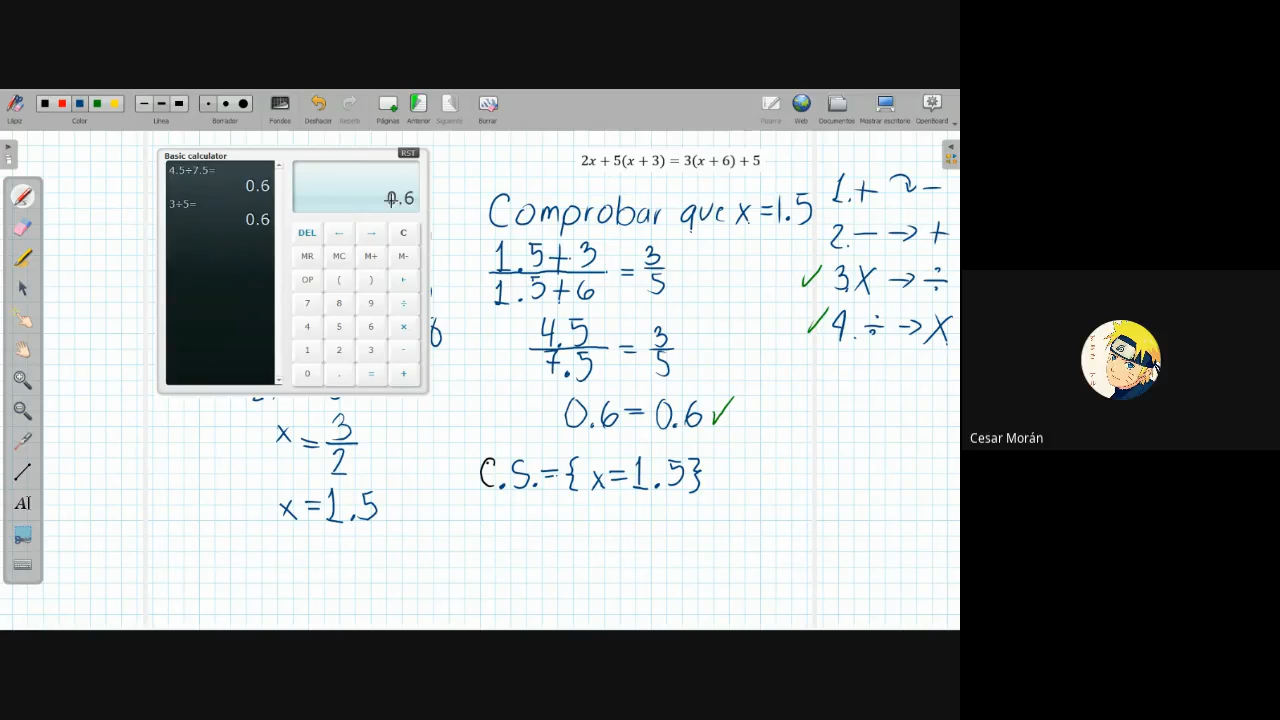 Lápiz
Color
Línea
Borrador
Fondos
Deshacer
Páginas
Anterior
Siguiente
Borrar
Web
Documentos
Mostrar escritorio
OpenBoard
Basic calculator
RST
4.5÷7.5=
0.6
3÷5=
0.6
0.6
DEL ← → C
MR MC M+ M-
OP ( )
7 8 9 ÷
4 5 6 ×
1 2 3 -
0 . = +
AI
6
x = 3/2
x = 1.5
2x + 5(x + 3) = 3(x + 6) + 5
Comprobar que x = 1.5
1.5 + 3 / 1.5 + 6 = 3/5
4.5 / 7.5 = 3/5
0.6 = 0.6 ✓
C.S. = { x = 1.5 }
1. + ↷ −
2. − → +
✓ 3. X → ÷
✓ 4. ÷ → X
Cesar Morán